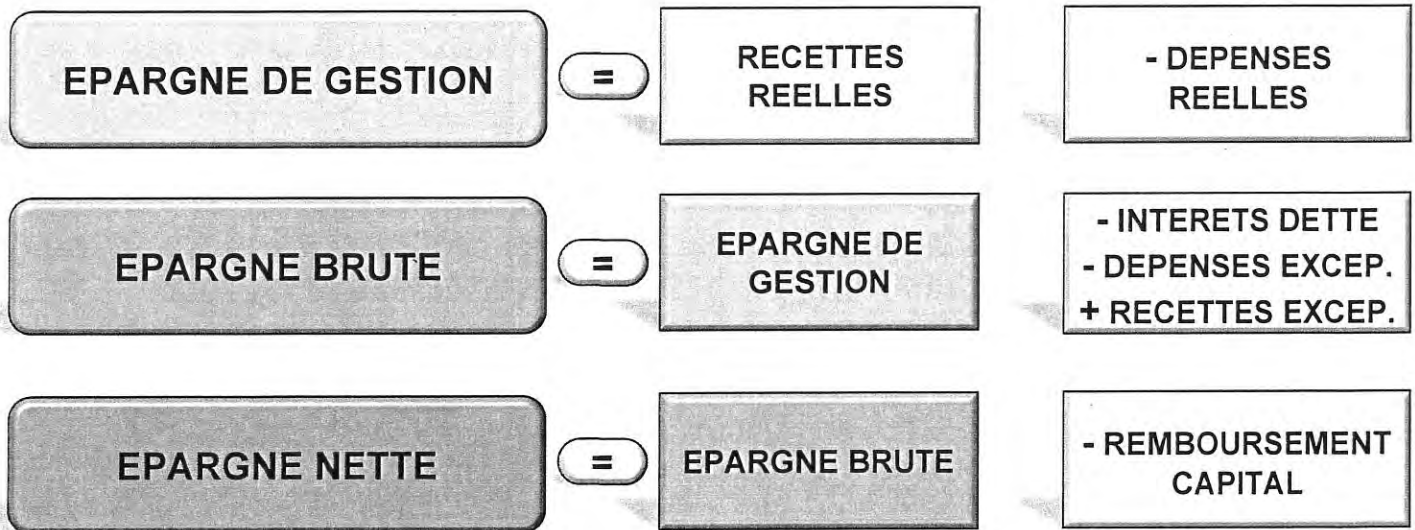 EPARGNE DE GESTION
=
RECETTES
REELLES
- DEPENSES
REELLES
EPARGNE BRUTE
=
EPARGNE DE
GESTION
- INTERETS DETTE
- DEPENSES EXCEP.
+ RECETTES EXCEP.
EPARGNE NETTE
=
EPARGNE BRUTE
- REMBOURSEMENT
CAPITAL